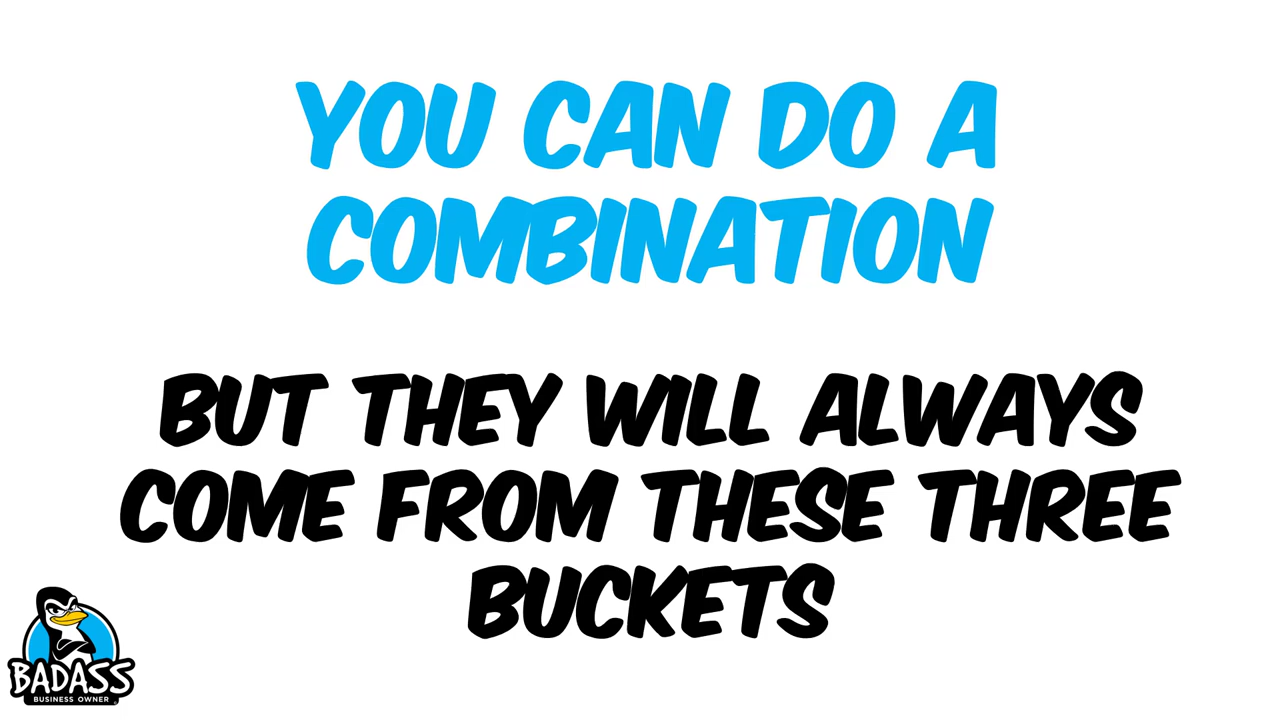 YOU CAN DO A
COMBINATION
BUT THEY WILL ALWAYS
COME FROM THESE THREE
BUCKETS
BADASS
BUSINESS OWNER